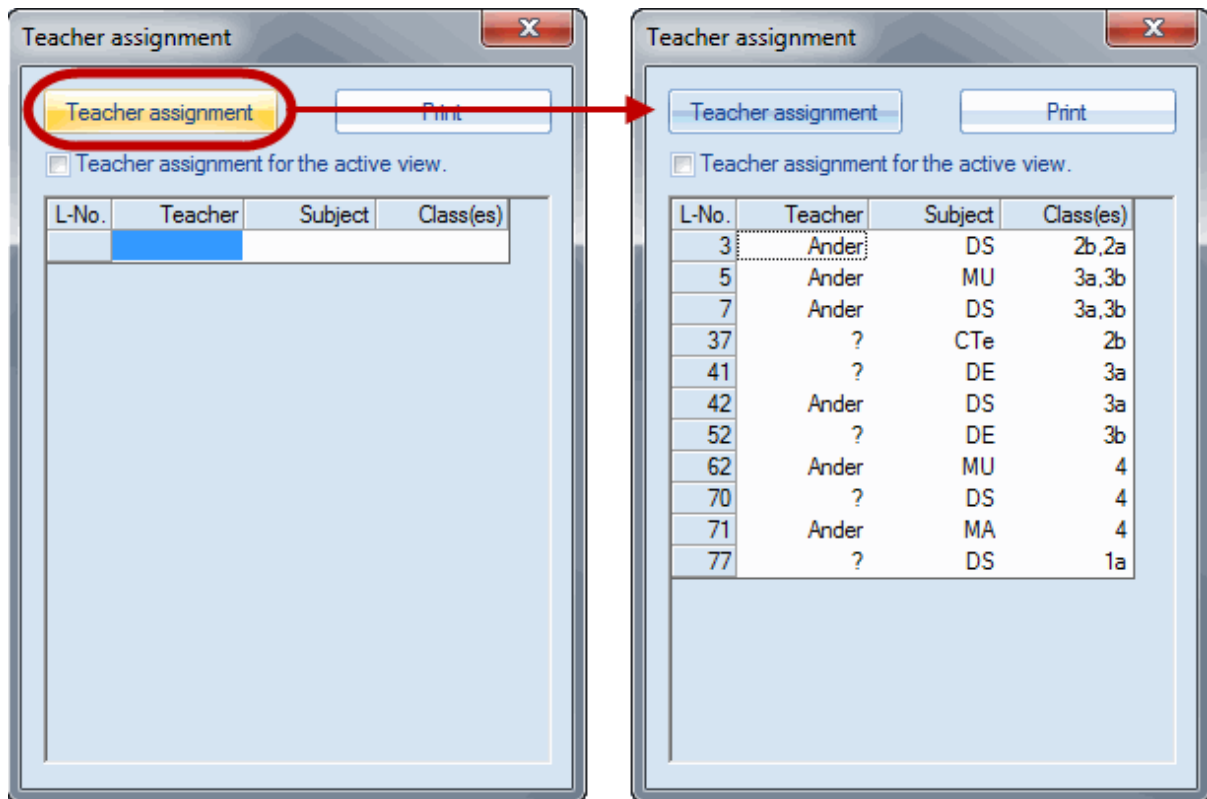 Teacher assignment
Teacher assignment Print
Teacher assignment for the active view.
L-No. Teacher Subject Class(es)
Teacher assignment
Teacher assignment Print
Teacher assignment for the active view.
L-No. Teacher Subject Class(es)
3 Ander DS 2b,2a
5 Ander MU 3a,3b
7 Ander DS 3a,3b
37 ? CTe 2b
41 ? DE 3a
42 Ander DS 3a
52 ? DE 3b
62 Ander MU 4
70 ? DS 4
71 Ander MA 4
77 ? DS 1a